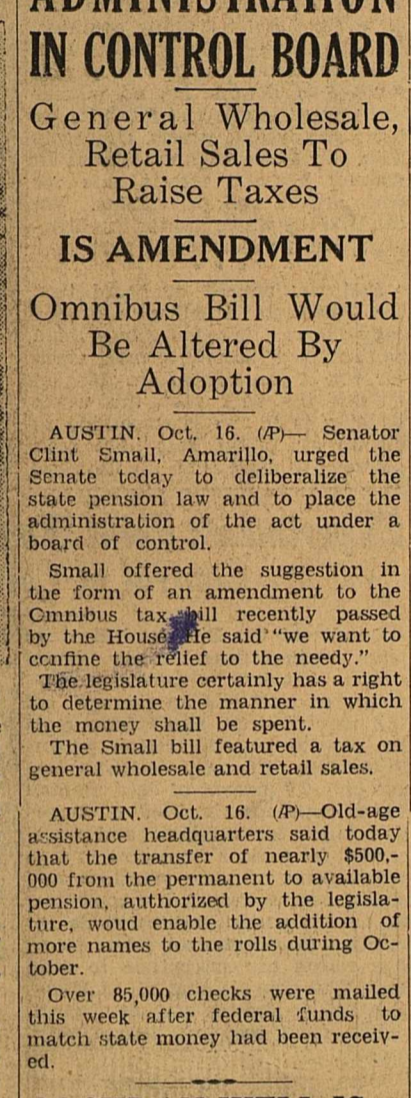 ADMINISTRATION
IN CONTROL BOARD
General Wholesale,
Retail Sales To
Raise Taxes
IS AMENDMENT
Omnibus Bill Would
Be Altered By
Adoption
AUSTIN. Oct. 16. (AP)— Senator
Clint Small, Amarillo, urged the
Senate today to deliberalize the
state pension law and to place the
administration of the act under a
board of control.
Small offered the suggestion in
the form of an amendment to the
Omnibus tax bill recently passed
by the House. He said "we want to
confine the relief to the needy."
The legislature certainly has a right
to determine the manner in which
the money shall be spent.
The Small bill featured a tax on
general wholesale and retail sales.
AUSTIN. Oct. 16. (AP)—Old-age
assistance headquarters said today
that the transfer of nearly $500,-
000 from the permanent to available
pension, authorized by the legisla-
ture, woud enable the addition of
more names to the rolls during Oc-
tober.
Over 85,000 checks were mailed
this week after federal funds to
match state money had been receiv-
ed.